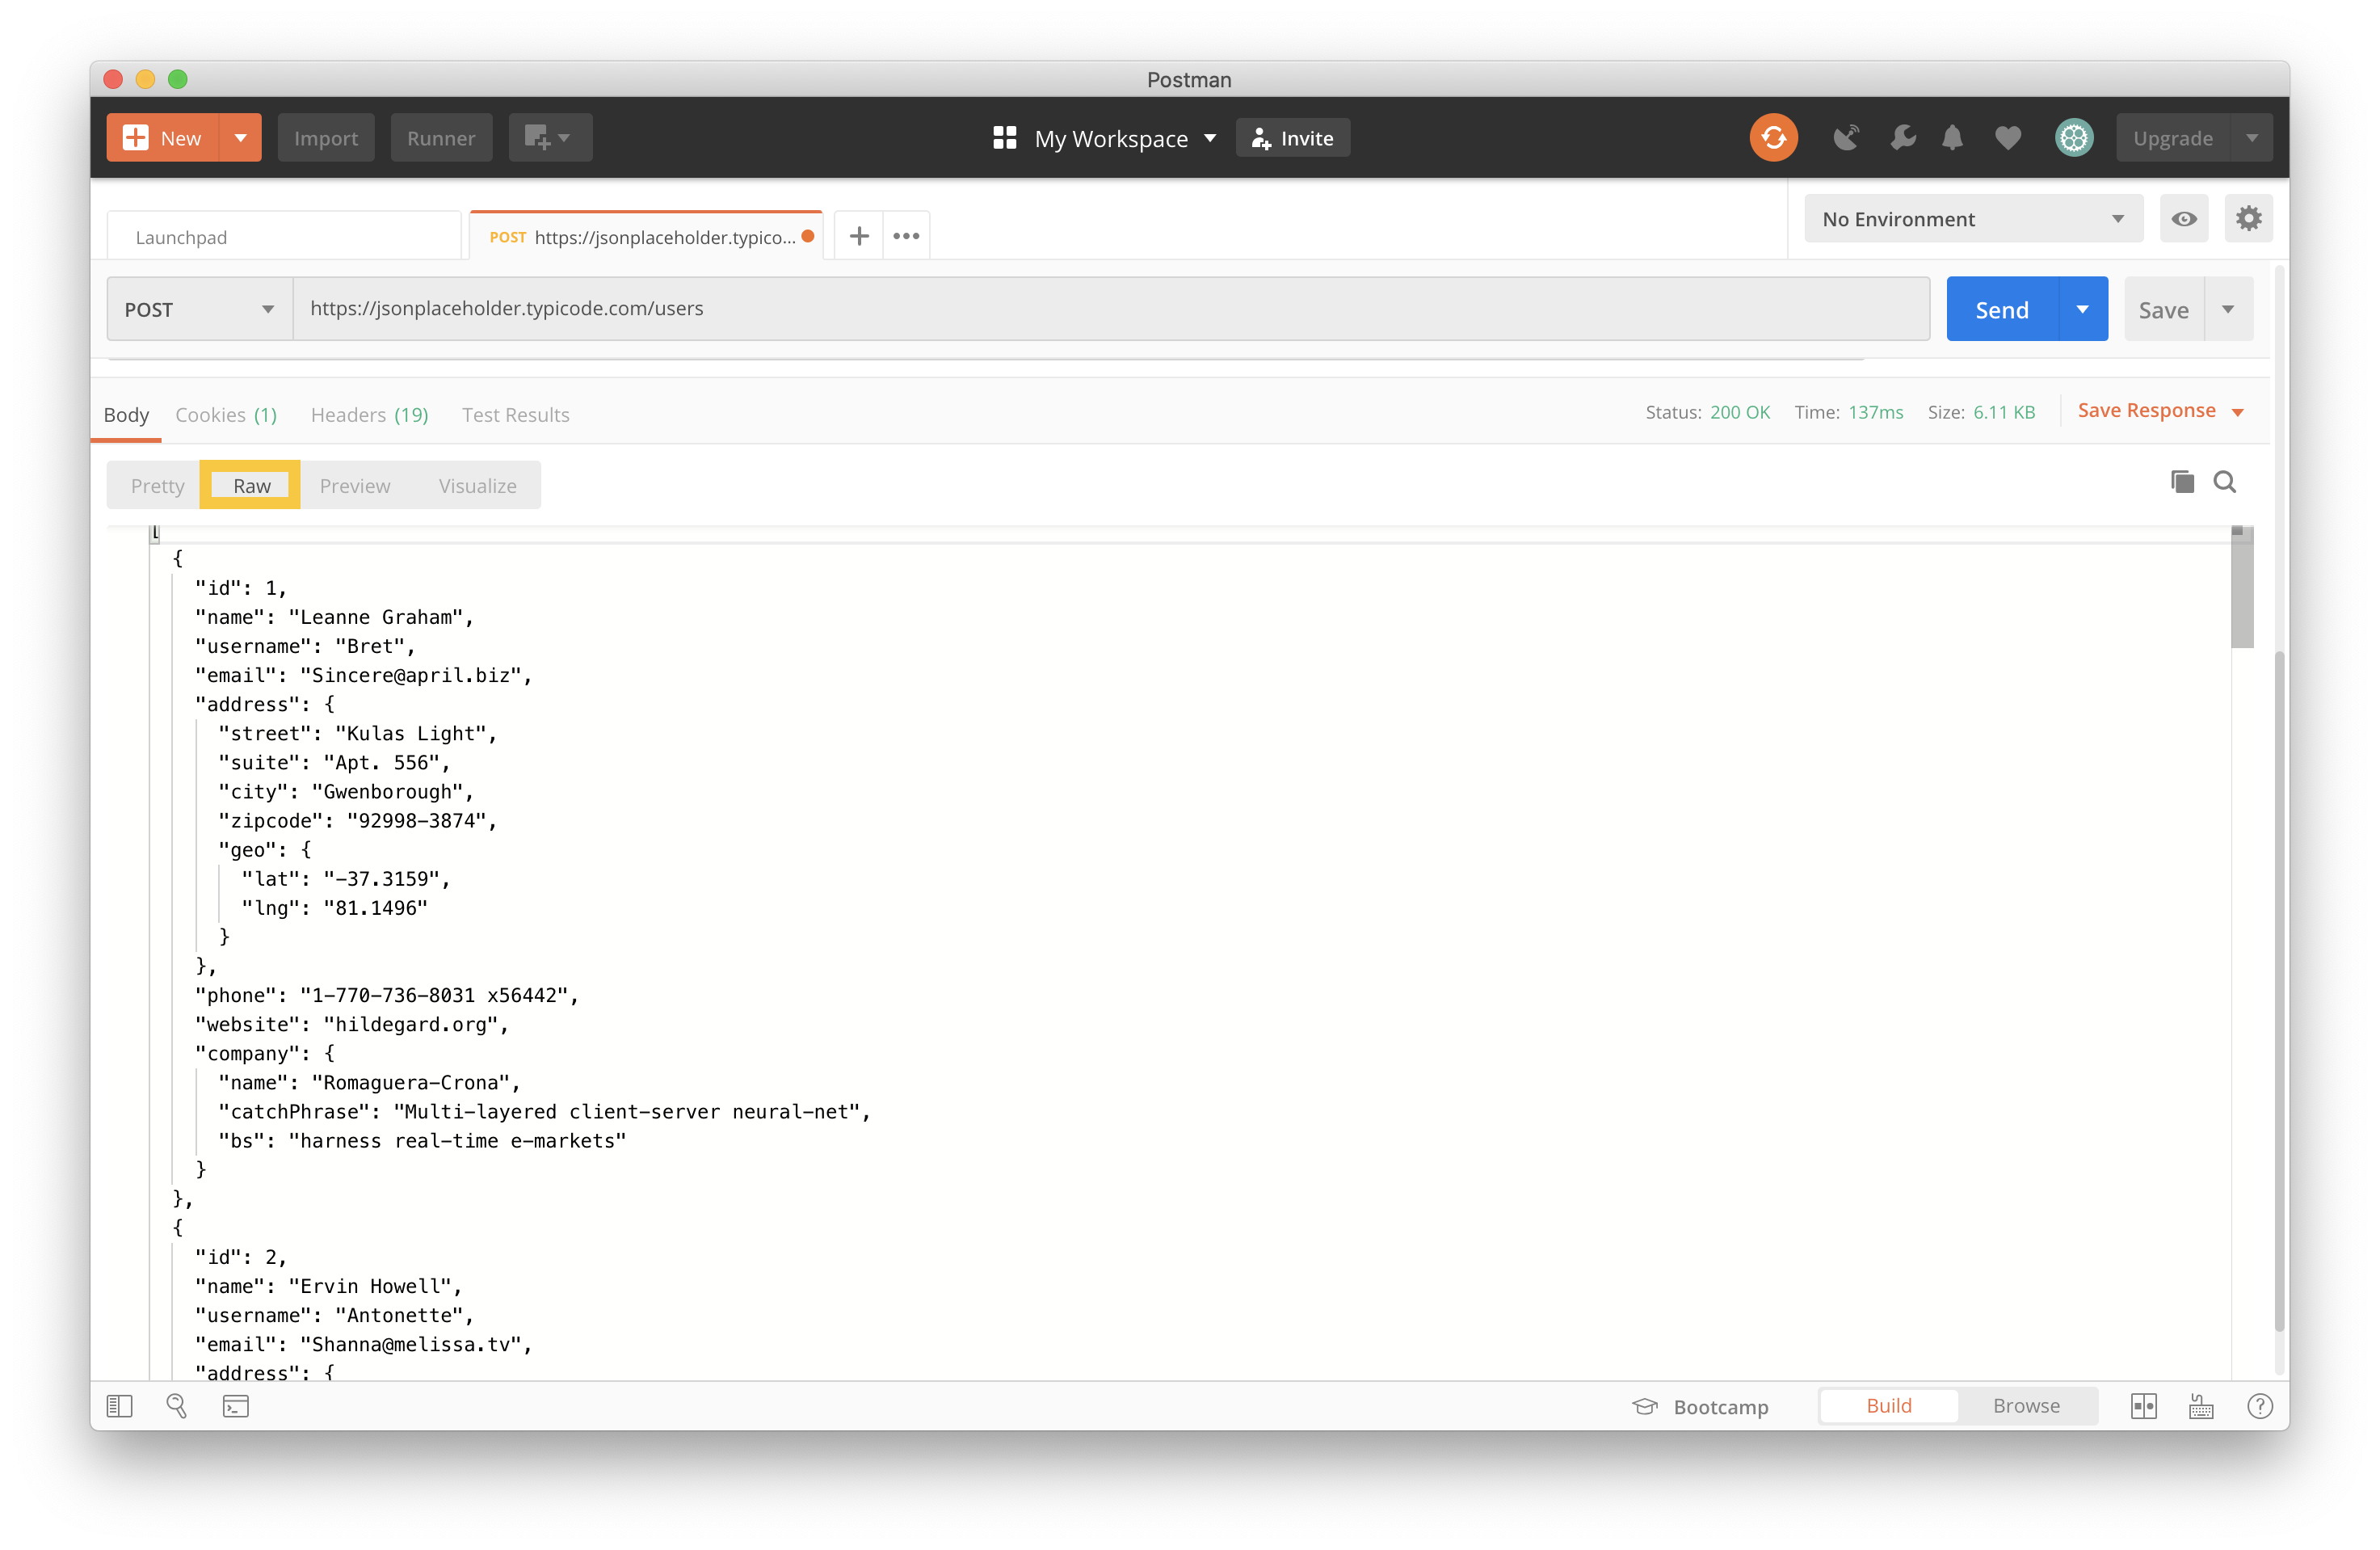 Postman
New Import Runner My Workspace Invite Upgrade
Launchpad POST https://jsonplaceholder.typico... No Environment
POST https://jsonplaceholder.typicode.com/users Send Save
Body Cookies (1) Headers (19) Test Results Status: 200 OK Time: 137ms Size: 6.11 KB Save Response
Pretty Raw Preview Visualize
[
{
"id": 1,
"name": "Leanne Graham",
"username": "Bret",
"email": "Sincere@april.biz",
"address": {
"street": "Kulas Light",
"suite": "Apt. 556",
"city": "Gwenborough",
"zipcode": "92998-3874",
"geo": {
"lat": "-37.3159",
"lng": "81.1496"
}
},
"phone": "1-770-736-8031 x56442",
"website": "hildegard.org",
"company": {
"name": "Romaguera-Crona",
"catchPhrase": "Multi-layered client-server neural-net",
"bs": "harness real-time e-markets"
}
},
{
"id": 2,
"name": "Ervin Howell",
"username": "Antonette",
"email": "Shanna@melissa.tv",
"address": {
Bootcamp Build Browse